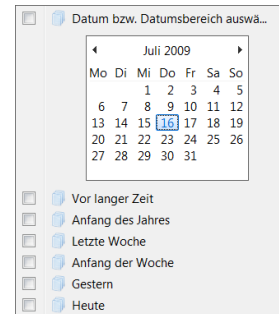 Datum bzw. Datumsbereich auswä...
Juli 2009
Mo Di Mi Do Fr Sa So
1 2 3 4 5
6 7 8 9 10 11 12
13 14 15 16 17 18 19
20 21 22 23 24 25 26
27 28 29 30 31
Vor langer Zeit
Anfang des Jahres
Letzte Woche
Anfang der Woche
Gestern
Heute